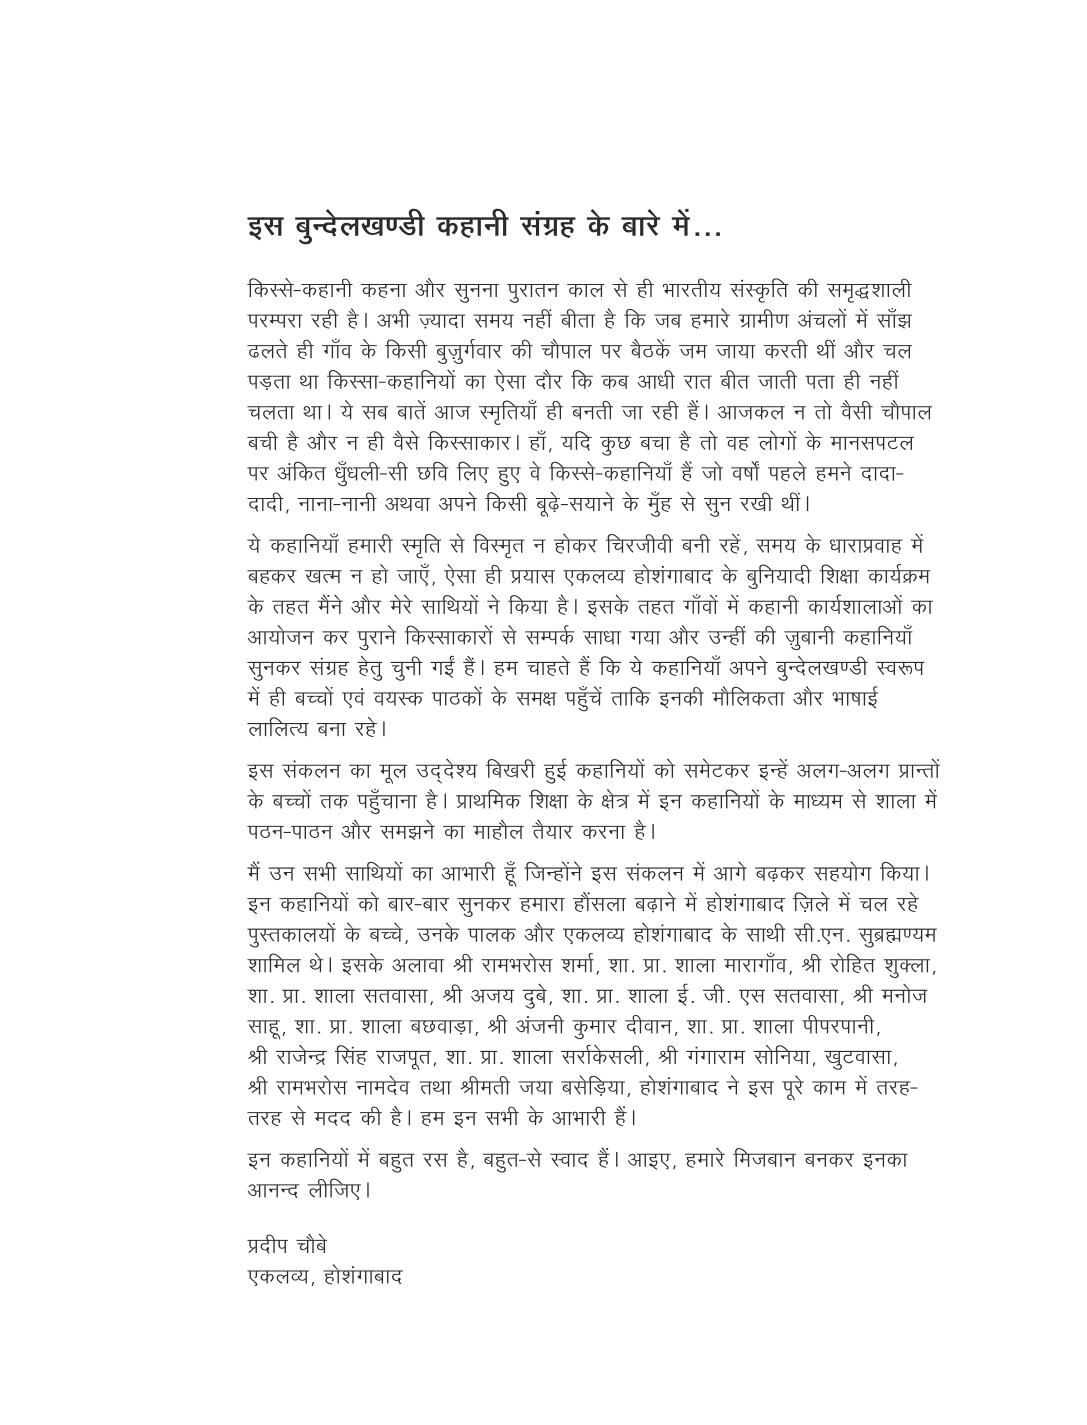 इस बुन्देलखण्डी कहानी संग्रह के बारे में...
किस्से-कहानी कहना और सुनना पुरातन काल से ही भारतीय संस्कृति की समृद्धशाली
परम्परा रही है। अभी ज़्यादा समय नहीं बीता है कि जब हमारे ग्रामीण अंचलों में साँझ
ढलते ही गाँव के किसी बुज़ुर्गवार की चौपाल पर बैठकें जम जाया करती थीं और चल
पड़ता था किस्सा-कहानियों का ऐसा दौर कि कब आधी रात बीत जाती पता ही नहीं
चलता था। ये सब बातें आज स्मृतियाँ ही बनती जा रही हैं। आजकल न तो वैसी चौपाल
बची है और न ही वैसे किस्साकार। हाँ, यदि कुछ बचा है तो वह लोगों के मानसपटल
पर अंकित धुँधली-सी छवि लिए हुए वे किस्से-कहानियाँ हैं जो वर्षों पहले हमने दादा-
दादी, नाना-नानी अथवा अपने किसी बूढ़े-सयाने के मुँह से सुन रखी थीं।
ये कहानियाँ हमारी स्मृति से विस्मृत न होकर चिरजीवी बनी रहें, समय के धाराप्रवाह में
बहकर खत्म न हो जाएँ, ऐसा ही प्रयास एकलव्य होशंगाबाद के बुनियादी शिक्षा कार्यक्रम
के तहत मैंने और मेरे साथियों ने किया है। इसके तहत गाँवों में कहानी कार्यशालाओं का
आयोजन कर पुराने किस्साकारों से सम्पर्क साधा गया और उन्हीं की ज़ुबानी कहानियाँ
सुनकर संग्रह हेतु चुनी गईं हैं। हम चाहते हैं कि ये कहानियाँ अपने बुन्देलखण्डी स्वरूप
में ही बच्चों एवं वयस्क पाठकों के समक्ष पहुँचें ताकि इनकी मौलिकता और भाषाई
लालित्य बना रहे।
इस संकलन का मूल उद्‌देश्य बिखरी हुई कहानियों को समेटकर इन्हें अलग-अलग प्रान्तों
के बच्चों तक पहुँचाना है। प्राथमिक शिक्षा के क्षेत्र में इन कहानियों के माध्यम से शाला में
पठन-पाठन और समझने का माहौल तैयार करना है।
मैं उन सभी साथियों का आभारी हूँ जिन्होंने इस संकलन में आगे बढ़कर सहयोग किया।
इन कहानियों को बार-बार सुनकर हमारा हौंसला बढ़ाने में होशंगाबाद ज़िले में चल रहे
पुस्तकालयों के बच्चे, उनके पालक और एकलव्य होशंगाबाद के साथी सी.एन. सुब्रह्मण्यम
शामिल थे। इसके अलावा श्री रामभरोस शर्मा, शा. प्रा. शाला मारागाँव, श्री रोहित शुक्ला,
शा. प्रा. शाला सतवासा, श्री अजय दुबे, शा. प्रा. शाला ई. जी. एस सतवासा, श्री मनोज
साहू, शा. प्रा. शाला बछवाड़ा, श्री अंजनी कुमार दीवान, शा. प्रा. शाला पीपरपानी,
श्री राजेन्द्र सिंह राजपूत, शा. प्रा. शाला सर्राकेसली, श्री गंगाराम सोनिया, खुटवासा,
श्री रामभरोस नामदेव तथा श्रीमती जया बसेड़िया, होशंगाबाद ने इस पूरे काम में तरह-
तरह से मदद की है। हम इन सभी के आभारी हैं।
इन कहानियों में बहुत रस है, बहुत-से स्वाद हैं। आइए, हमारे मिजबान बनकर इनका
आनन्द लीजिए।
प्रदीप चौबे
एकलव्य, होशंगाबाद